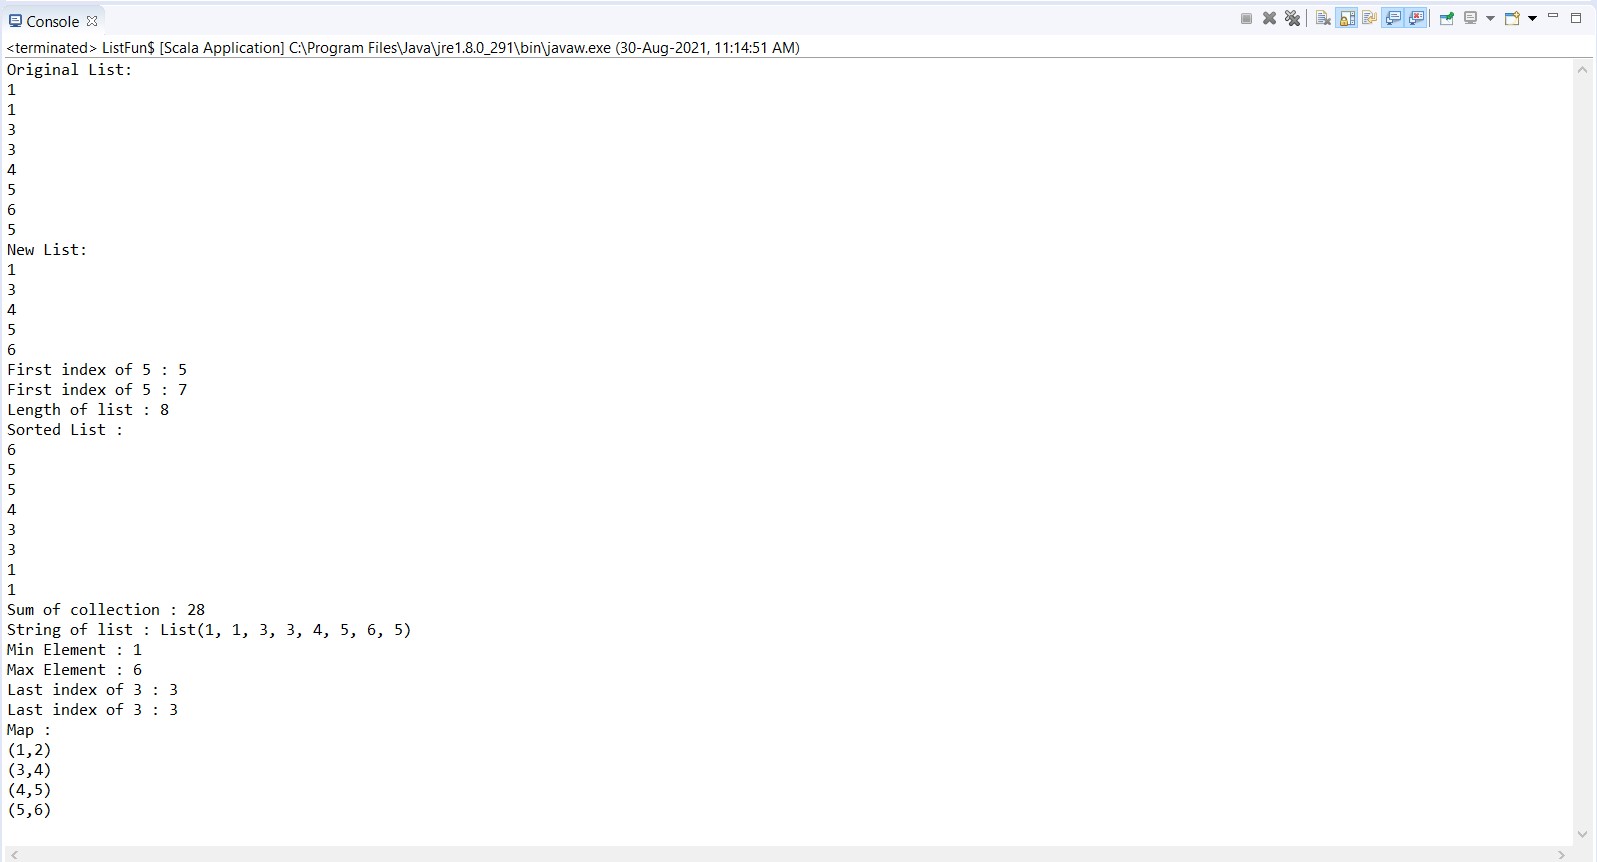 Console
<terminated> ListFun$ [Scala Application] C:\Program Files\Java\jre1.8.0_291\bin\javaw.exe (30-Aug-2021, 11:14:51 AM)
Original List:
1
1
3
3
4
5
6
5
New List:
1
3
4
5
6
First index of 5 : 5
First index of 5 : 7
Length of list : 8
Sorted List :
6
5
5
4
3
3
1
1
Sum of collection : 28
String of list : List(1, 1, 3, 3, 4, 5, 6, 5)
Min Element : 1
Max Element : 6
Last index of 3 : 3
Last index of 3 : 3
Map :
(1,2)
(3,4)
(4,5)
(5,6)